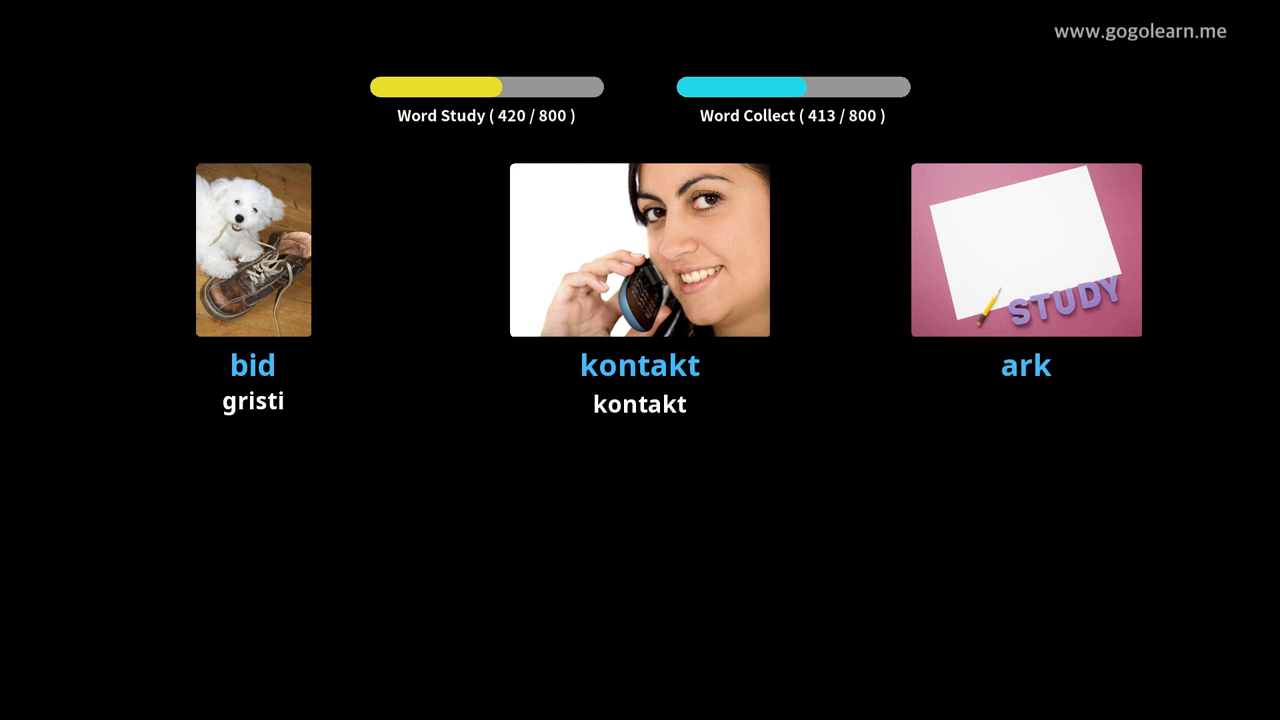 www.gogolearn.me
Word Study ( 420 / 800 )
Word Collect ( 413 / 800 )
STUDY
bid
kontakt
ark
gristi
kontakt